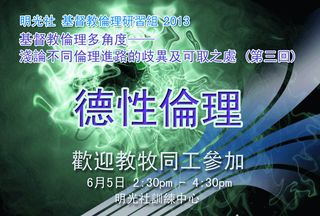 明光社 基督教倫理研習組 2013
基督教倫理多角度——
淺論不同倫理進路的歧異及可取之處 (第三回)
德性倫理
歡迎教牧同工參加
6月5日 2:30pm - 4:30pm
明光社訓練中心